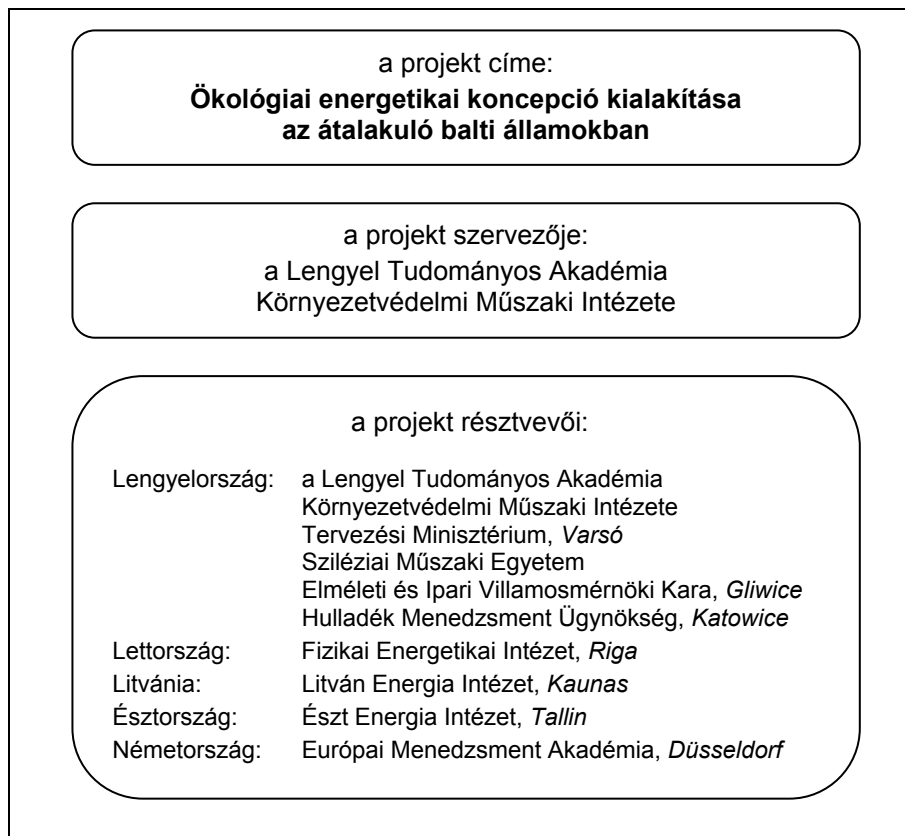 a projekt címe:
Ökológiai energetikai koncepció kialakítása
az átalakuló balti államokban
a projekt szervezője:
a Lengyel Tudományos Akadémia
Környezetvédelmi Műszaki Intézete
a projekt résztvevői:
Lengyelország: a Lengyel Tudományos Akadémia
Környezetvédelmi Műszaki Intézete
Tervezési Minisztérium, Varsó
Sziléziai Műszaki Egyetem
Elméleti és Ipari Villamosmérnöki Kara, Gliwice
Hulladék Menedzsment Ügynökség, Katowice
Lettország: Fizikai Energetikai Intézet, Riga
Litvánia: Litván Energia Intézet, Kaunas
Észtország: Észt Energia Intézet, Tallin
Németország: Európai Menedzsment Akadémia, Düsseldorf